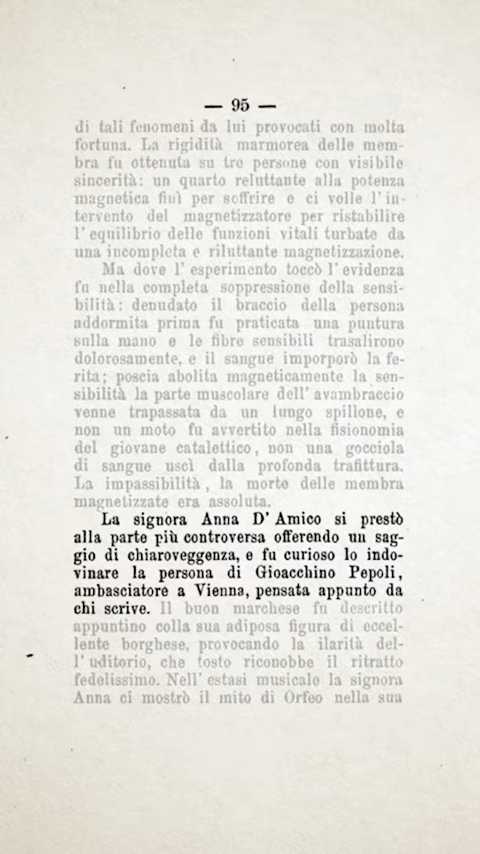 — 95 —
di tali fenomeni da lui provocati con molta
fortuna. La rigidità marmorea delle mem-
bra fu ottenuta su tre persone con visibile
sincerità: un quarto reluttante alla potenza
magnetica finì per soffrire e ci volle l' in-
tervento del magnetizzatore per ristabilire
l' equilibrio delle funzioni vitali turbate da
una incompleta e riluttante magnetizzazione.
Ma dove l' esperimento toccò l' evidenza
fu nella completa soppressione della sensi-
bilità: denudato il braccio della persona
addormita prima fu praticata una puntura
sulla mano e le fibre sensibili trasalirono
dolorosamente, e il sangue imporporò la fe-
rita; poscia abolita magneticamente la sen-
sibilità la parte muscolare dell' avambraccio
venne trapassata da un lungo spillone, e
non un moto fu avvertito nella fisionomia
del giovane catalettico, non una gocciola
di sangue uscì dalla profonda trafittura.
La impassibilità, la morte delle membra
magnetizzate era assoluta.
La signora Anna D' Amico si prestò
alla parte più controversa offerendo un sag-
gio di chiaroveggenza, e fu curioso lo indo-
vinare la persona di Gioacchino Pepoli,
ambasciatore a Vienna, pensata appunto da
chi scrive. Il buon marchese fu descritto
appuntino colla sua adiposa figura di eccel-
lente borghese, provocando la ilarità del-
l' uditorio, che tosto riconobbe il ritratto
fedelissimo. Nell' estasi musicale la signora
Anna ci mostrò il mito di Orfeo nella sua